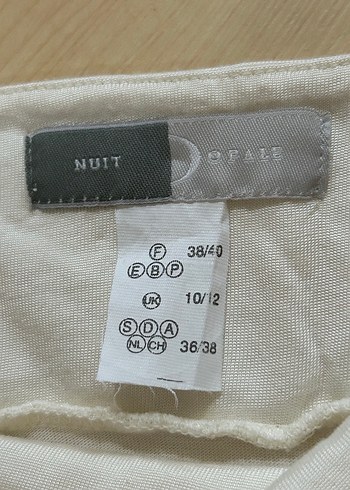 NUIT OPALE
F 38/40
E B P
UK 10/12
S D A
NL CH 36/38